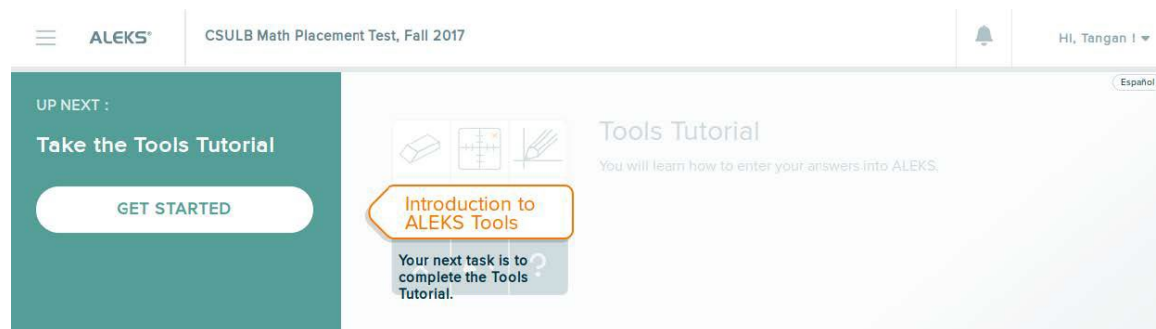 ALEKS®
CSULB Math Placement Test, Fall 2017
Hi, Tangan !
Español
UP NEXT :
Take the Tools Tutorial
GET STARTED
Tools Tutorial
You will learn how to enter your answers into ALEKS.
Introduction to
ALEKS Tools
Your next task is to
complete the Tools
Tutorial.
?